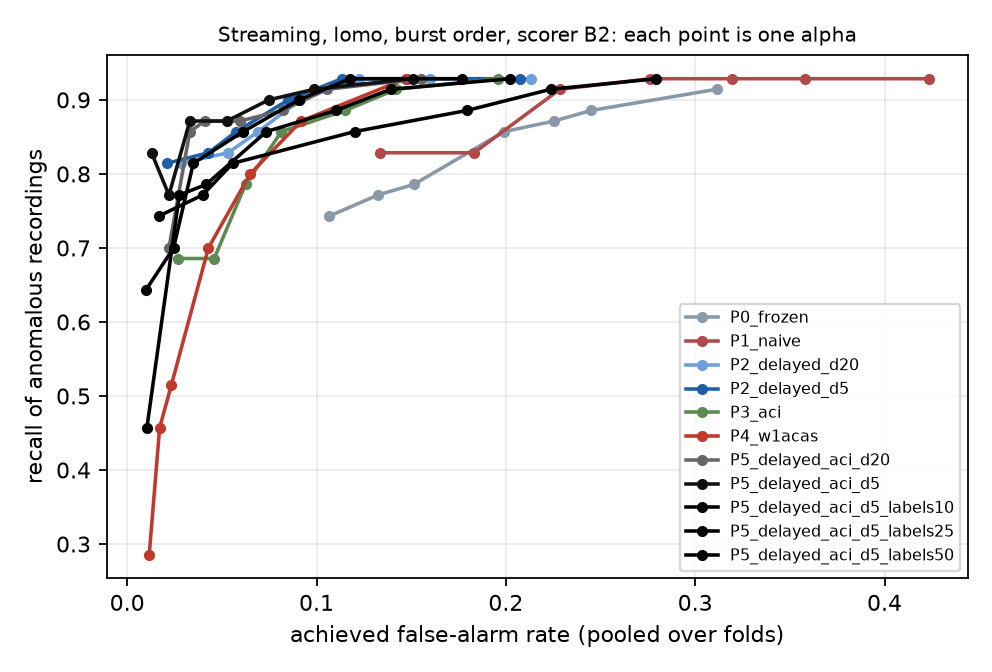 Streaming, lomo, burst order, scorer B2: each point is one alpha
recall of anomalous recordings
0.9
0.8
0.7
0.6
0.5
0.4
0.3
0.0 0.1 0.2 0.3 0.4
achieved false-alarm rate (pooled over folds)
P0_frozen
P1_naive
P2_delayed_d20
P2_delayed_d5
P3_aci
P4_w1acas
P5_delayed_aci_d20
P5_delayed_aci_d5
P5_delayed_aci_d5_labels10
P5_delayed_aci_d5_labels25
P5_delayed_aci_d5_labels50